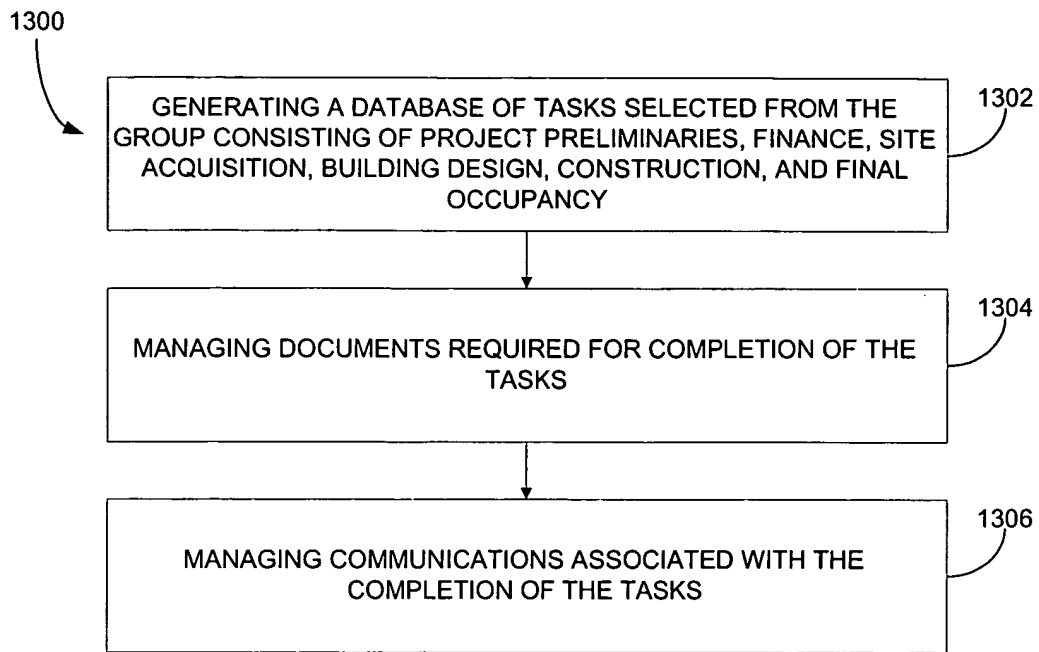 1300
GENERATING A DATABASE OF TASKS SELECTED FROM THE
GROUP CONSISTING OF PROJECT PRELIMINARIES, FINANCE, SITE
ACQUISITION, BUILDING DESIGN, CONSTRUCTION, AND FINAL
OCCUPANCY
1302
MANAGING DOCUMENTS REQUIRED FOR COMPLETION OF THE
TASKS
1304
MANAGING COMMUNICATIONS ASSOCIATED WITH THE
COMPLETION OF THE TASKS
1306